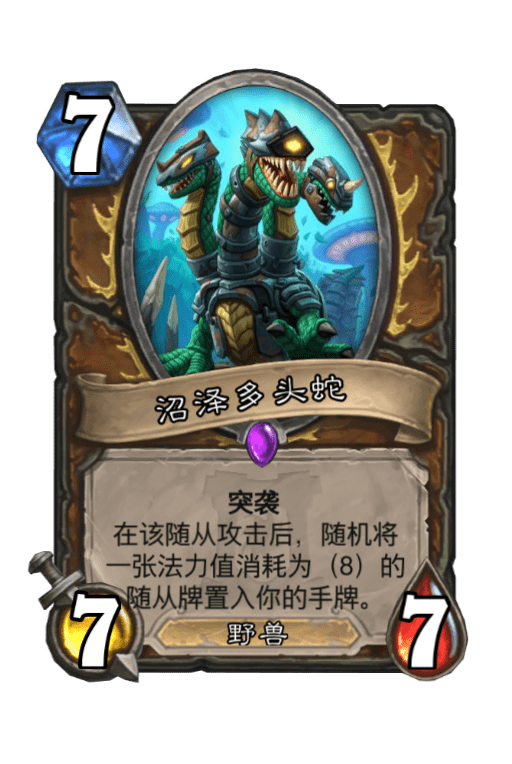 7
沼泽多头蛇
突袭
在该随从攻击后，随机将
一张法力值消耗为（8）的
随从牌置入你的手牌。
7
野兽
7